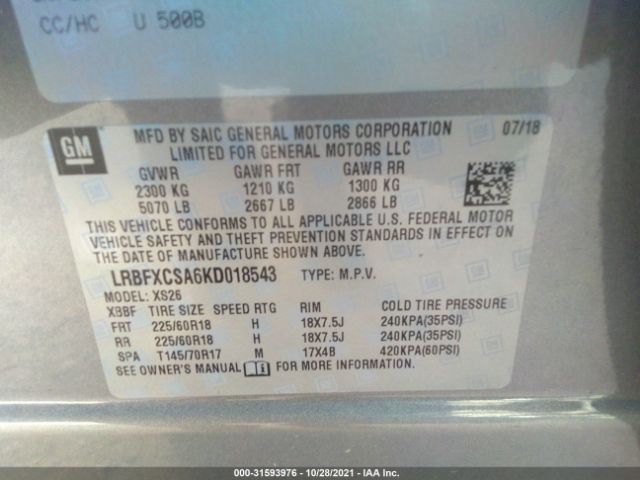 CC/HC U 500B
GM
MFD BY SAIC GENERAL MOTORS CORPORATION 07/18
LIMITED FOR GENERAL MOTORS LLC
GVWR GAWR FRT GAWR RR
2300 KG 1210 KG 1300 KG
5070 LB 2667 LB 2866 LB
THIS VEHICLE CONFORMS TO ALL APPLICABLE U.S. FEDERAL MOTOR
VEHICLE SAFETY AND THEFT PREVENTION STANDARDS IN EFFECT ON
THE DATE OF MANUFACTURE SHOWN ABOVE.
LRBFXCSA6KD018543 TYPE: M.P.V.
MODEL: XS26
XBBF TIRE SIZE SPEED RTG RIM COLD TIRE PRESSURE
FRT 225/60R18 H 18X7.5J 240KPA(35PSI)
RR 225/60R18 H 18X7.5J 240KPA(35PSI)
SPA T145/70R17 M 17X4B 420KPA(60PSI)
SEE OWNER'S MANUAL FOR MORE INFORMATION.
000-31593976 - 10/28/2021 - IAA Inc.